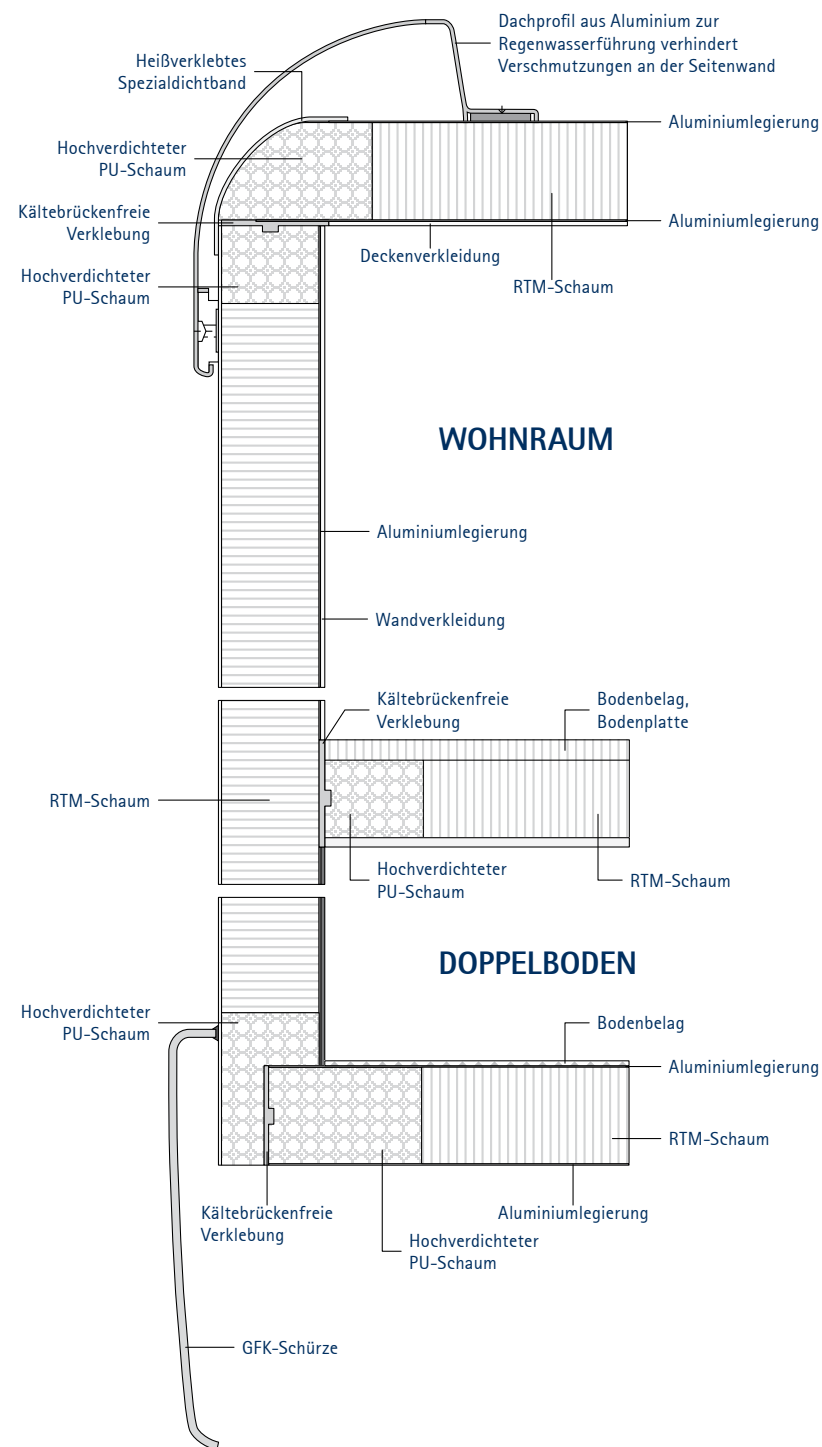 Dachprofil aus Aluminium zur
Regenwasserführung verhindert
Verschmutzungen an der Seitenwand
Heißverklebtes
Spezialdichtband
Aluminiumlegierung
Hochverdichteter
PU-Schaum
Kältebrückenfreie
Verklebung
Aluminiumlegierung
Deckenverkleidung
Hochverdichteter
PU-Schaum
RTM-Schaum
WOHNRAUM
Aluminiumlegierung
Wandverkleidung
Kältebrückenfreie
Verklebung
Bodenbelag,
Bodenplatte
RTM-Schaum
Hochverdichteter
PU-Schaum
RTM-Schaum
DOPPELBODEN
Hochverdichteter
PU-Schaum
Bodenbelag
Aluminiumlegierung
RTM-Schaum
Kältebrückenfreie
Verklebung
Aluminiumlegierung
Hochverdichteter
PU-Schaum
GFK-Schürze